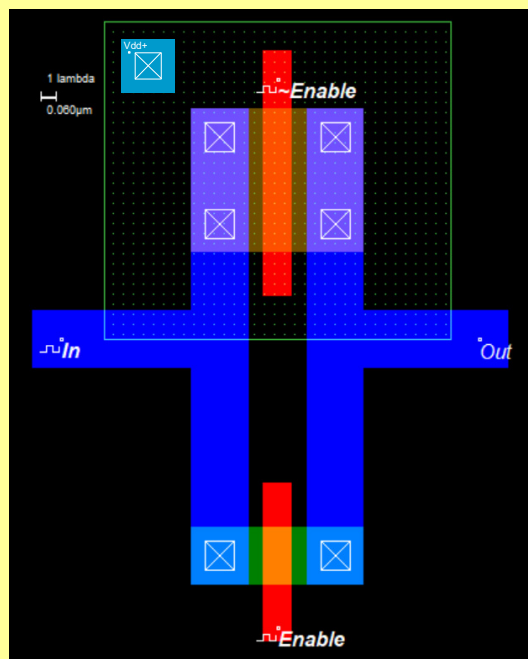 Vdd+
1 lambda
~Enable
0.060µm
In
Out
Enable